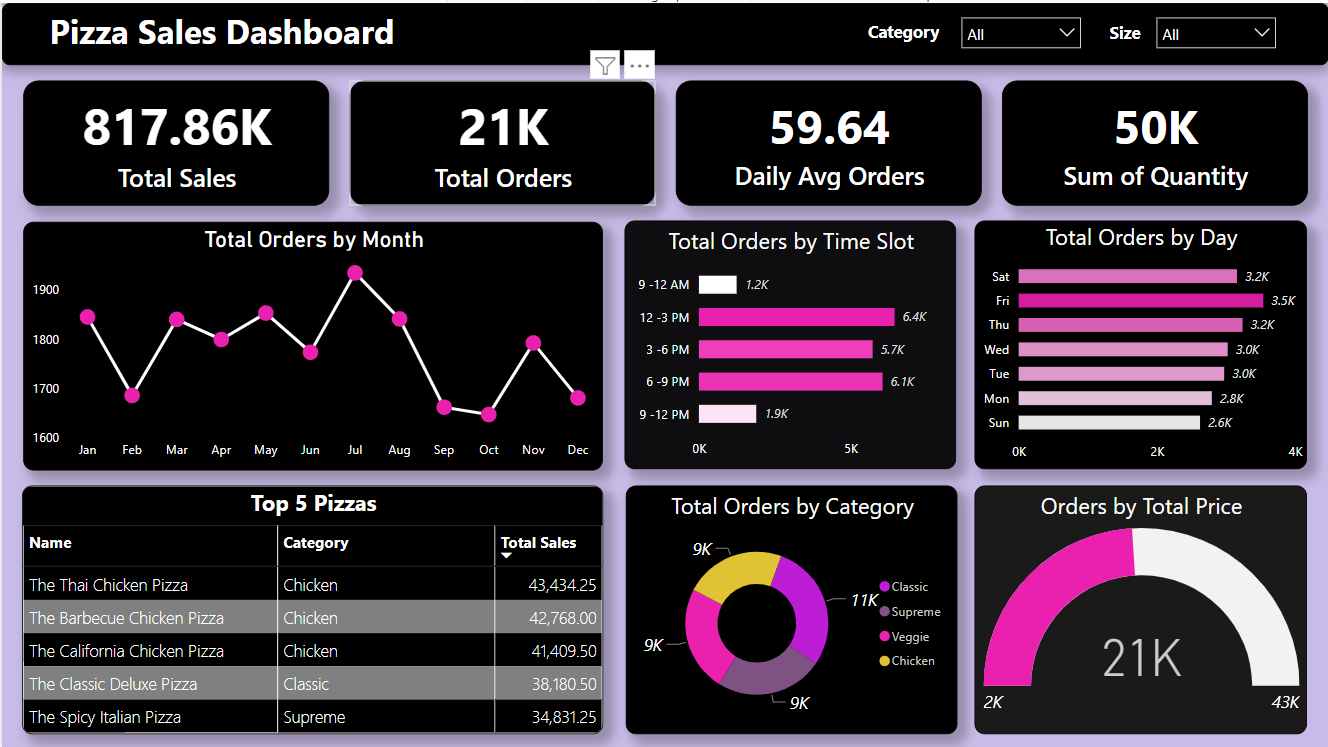 Pizza Sales Dashboard
Category All Size All
817.86K
Total Sales
21K
Total Orders
59.64
Daily Avg Orders
50K
Sum of Quantity
Total Orders by Month
1900
1800
1700
1600
Jan Feb Mar Apr May Jun Jul Aug Sep Oct Nov Dec
Total Orders by Time Slot
9 -12 AM 1.2K
12 -3 PM 6.4K
3 -6 PM 5.7K
6 -9 PM 6.1K
9 -12 PM 1.9K
0K 5K
Total Orders by Day
Sat 3.2K
Fri 3.5K
Thu 3.2K
Wed 3.0K
Tue 3.0K
Mon 2.8K
Sun 2.6K
0K 2K 4K
Top 5 Pizzas
Name Category Total Sales
The Thai Chicken Pizza Chicken 43,434.25
The Barbecue Chicken Pizza Chicken 42,768.00
The California Chicken Pizza Chicken 41,409.50
The Classic Deluxe Pizza Classic 38,180.50
The Spicy Italian Pizza Supreme 34,831.25
Total Orders by Category
9K
11K
9K
9K
Classic
Supreme
Veggie
Chicken
Orders by Total Price
21K
2K 43K